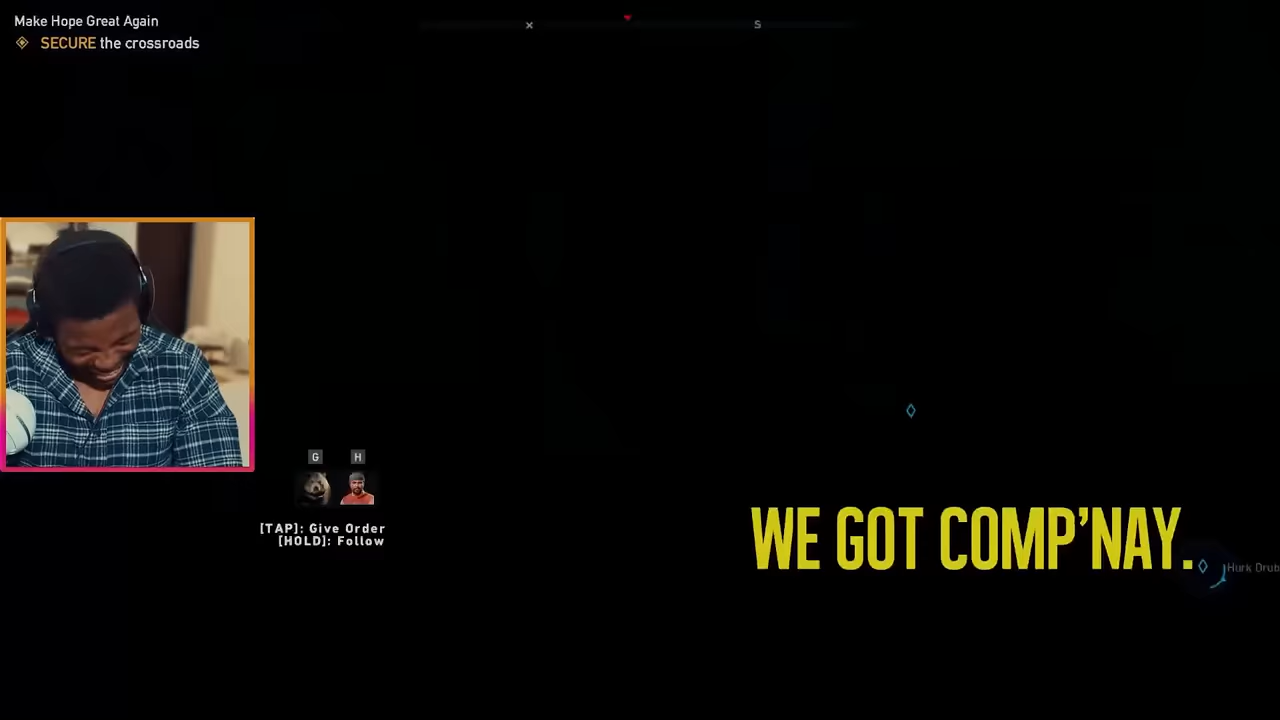 Make Hope Great Again
SECURE the crossroads
S
G H
[TAP]: Give Order
[HOLD]: Follow
WE GOT COMP'NAY.
Hurk Drub